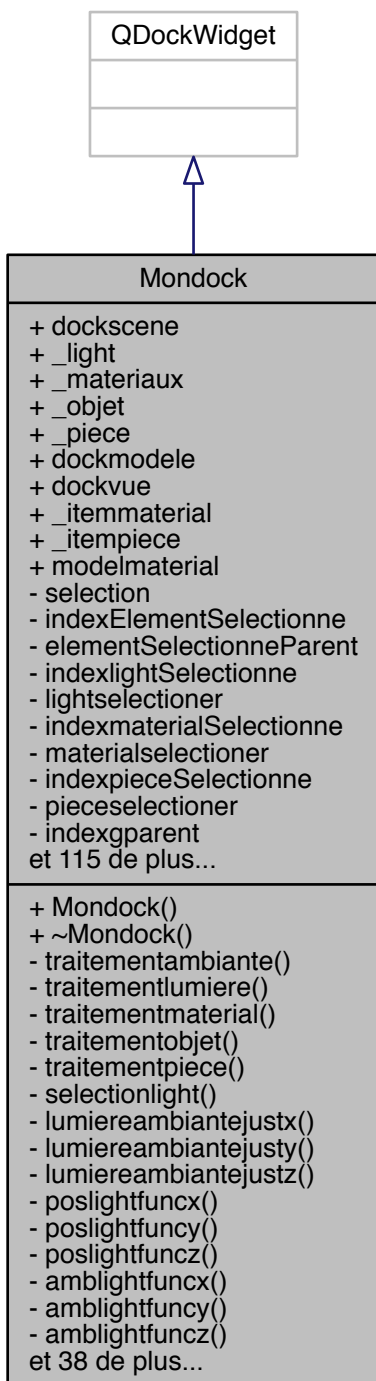 QDockWidget
Mondock
+ dockscene
+ _light
+ _materiaux
+ _objet
+ _piece
+ dockmodele
+ dockvue
+ _itemmaterial
+ _itempiece
+ modelmaterial
- selection
- indexElementSelectionne
- elementSelectionneParent
- indexlightSelectionne
- lightselectioner
- indexmaterialSelectionne
- materialselectioner
- indexpieceSelectionne
- pieceselectioner
- indexgparent
et 115 de plus...
+ Mondock()
+ ~Mondock()
- traitementambiante()
- traitementlumiere()
- traitementmaterial()
- traitementobjet()
- traitementpiece()
- selectionlight()
- lumiereambiantejustx()
- lumiereambiantejusty()
- lumiereambiantejustz()
- poslightfuncx()
- poslightfuncy()
- poslightfuncz()
- amblightfuncx()
- amblightfuncy()
- amblightfuncz()
et 38 de plus...